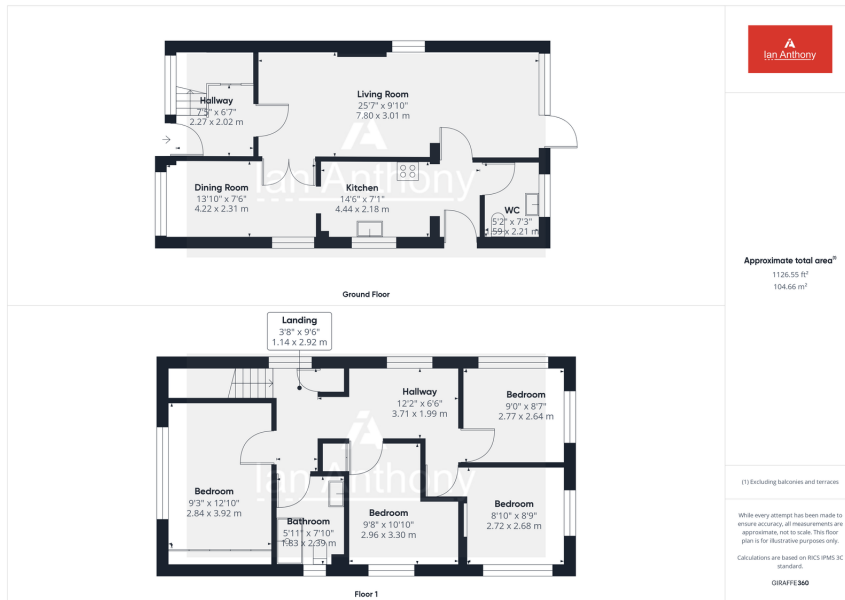 Hallway
7'5" x 6'7"
2.27 x 2.02 m
Living Room
25'7" x 9'10"
7.80 x 3.01 m
Dining Room
13'10" x 7'6"
4.22 x 2.31 m
Kitchen
14'6" x 7'1"
4.44 x 2.18 m
WC
5'2" x 7'3"
1.59 x 2.21 m
Ian Anthony
Ground Floor
Landing
3'8" x 9'6"
1.14 x 2.92 m
Hallway
12'2" x 6'6"
3.71 x 1.99 m
Bedroom
9'0" x 8'7"
2.77 x 2.64 m
Ian Anthony
Bedroom
9'3" x 12'10"
2.84 x 3.92 m
Bathroom
5'11" x 7'10"
1.83 x 2.39 m
Bedroom
9'8" x 10'10"
2.96 x 3.30 m
Bedroom
8'10" x 8'9"
2.72 x 2.68 m
Floor 1
Ian Anthony
Approximate total area⁽¹⁾
1126.55 ft²
104.66 m²
(1) Excluding balconies and terraces
While every attempt has been made to
ensure accuracy, all measurements are
approximate, not to scale. This floor
plan is for illustrative purposes only.
Calculations are based on RICS IPMS 3C
standard.
GIRAFFE360